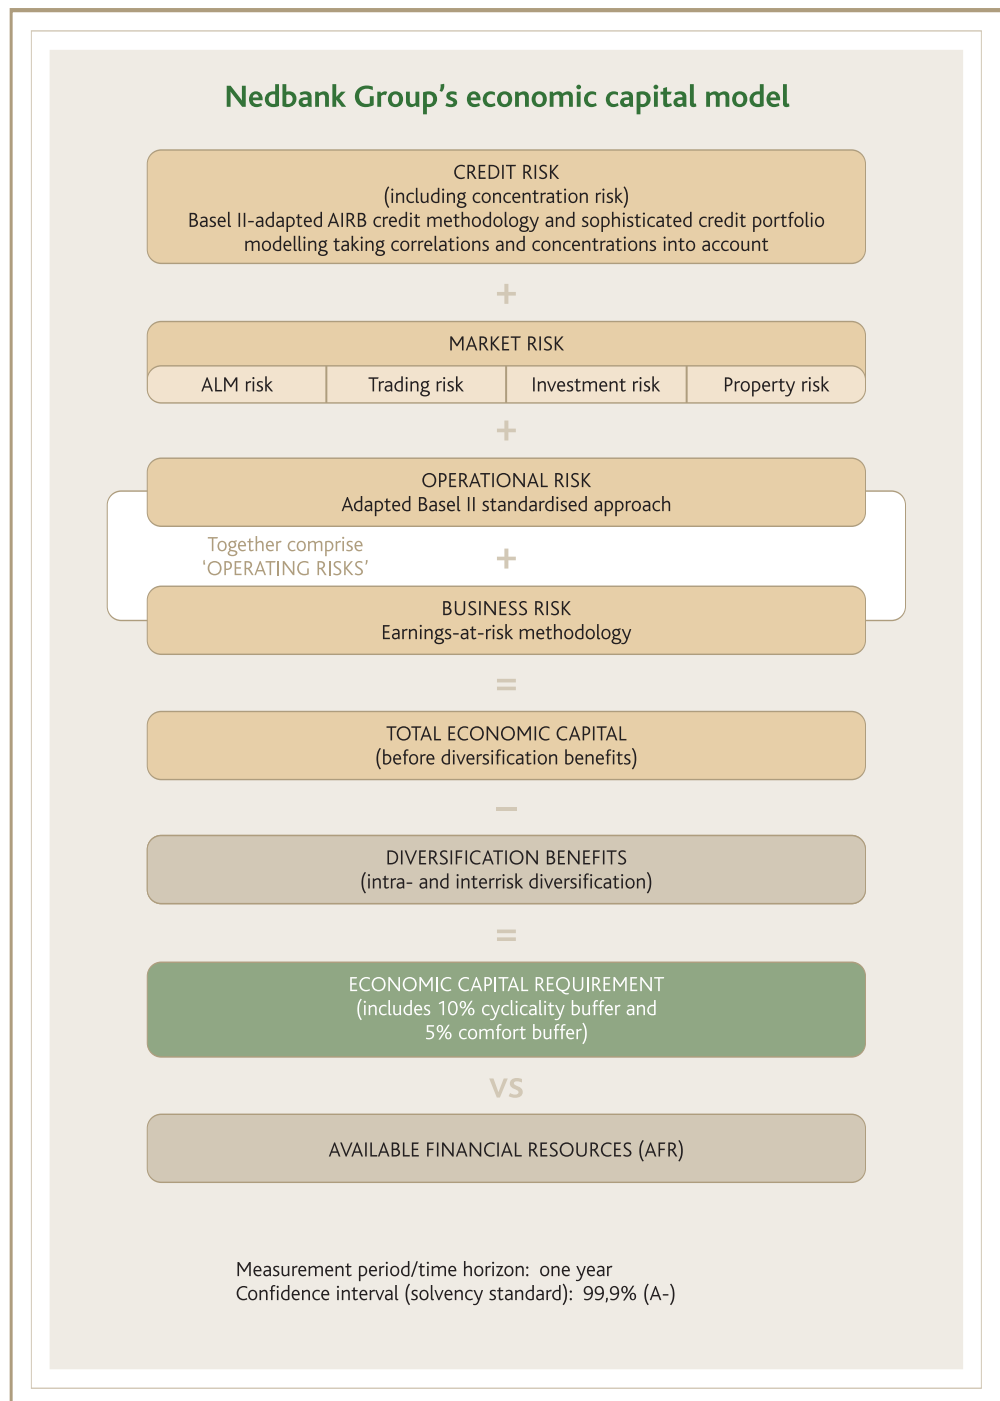 Nedbank Group's economic capital model
CREDIT RISK
(including concentration risk)
Basel II-adapted AIRB credit methodology and sophisticated credit portfolio
modelling taking correlations and concentrations into account
+
MARKET RISK
ALM risk
Trading risk
Investment risk
Property risk
+
OPERATIONAL RISK
Adapted Basel II standardised approach
Together comprise
'OPERATING RISKS'
+
BUSINESS RISK
Earnings-at-risk methodology
=
TOTAL ECONOMIC CAPITAL
(before diversification benefits)
–
DIVERSIFICATION BENEFITS
(intra- and interrisk diversification)
=
ECONOMIC CAPITAL REQUIREMENT
(includes 10% cyclicality buffer and
5% comfort buffer)
VS
AVAILABLE FINANCIAL RESOURCES (AFR)
Measurement period/time horizon: one year
Confidence interval (solvency standard): 99,9% (A-)